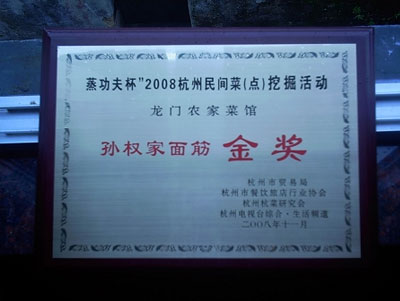 蒸功夫杯"2008杭州民间菜(点)挖掘活动
龙门农家菜馆
孙权家面筋 金奖
杭州市贸易局
杭州市餐饮旅店行业协会
杭州杭菜研究会
杭州电视台综合·生活频道
二00八年十一月